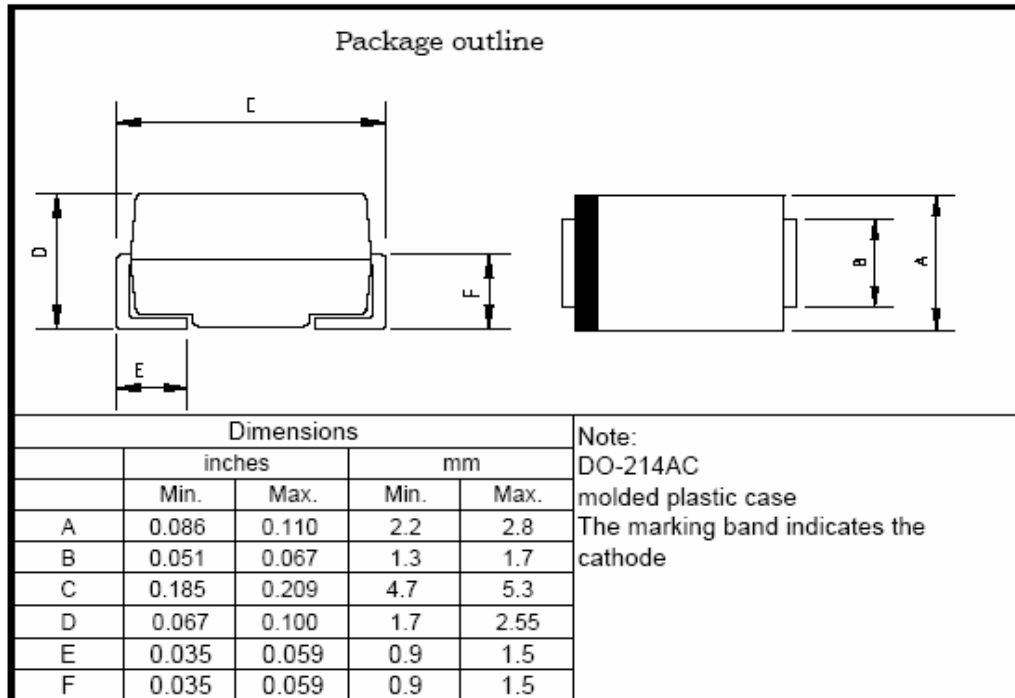 Package outline
C
D
F
E
B
A
Dimensions
inches mm
Min. Max. Min. Max.
A 0.086 0.110 2.2 2.8
B 0.051 0.067 1.3 1.7
C 0.185 0.209 4.7 5.3
D 0.067 0.100 1.7 2.55
E 0.035 0.059 0.9 1.5
F 0.035 0.059 0.9 1.5
Note:
DO-214AC
molded plastic case
The marking band indicates the
cathode